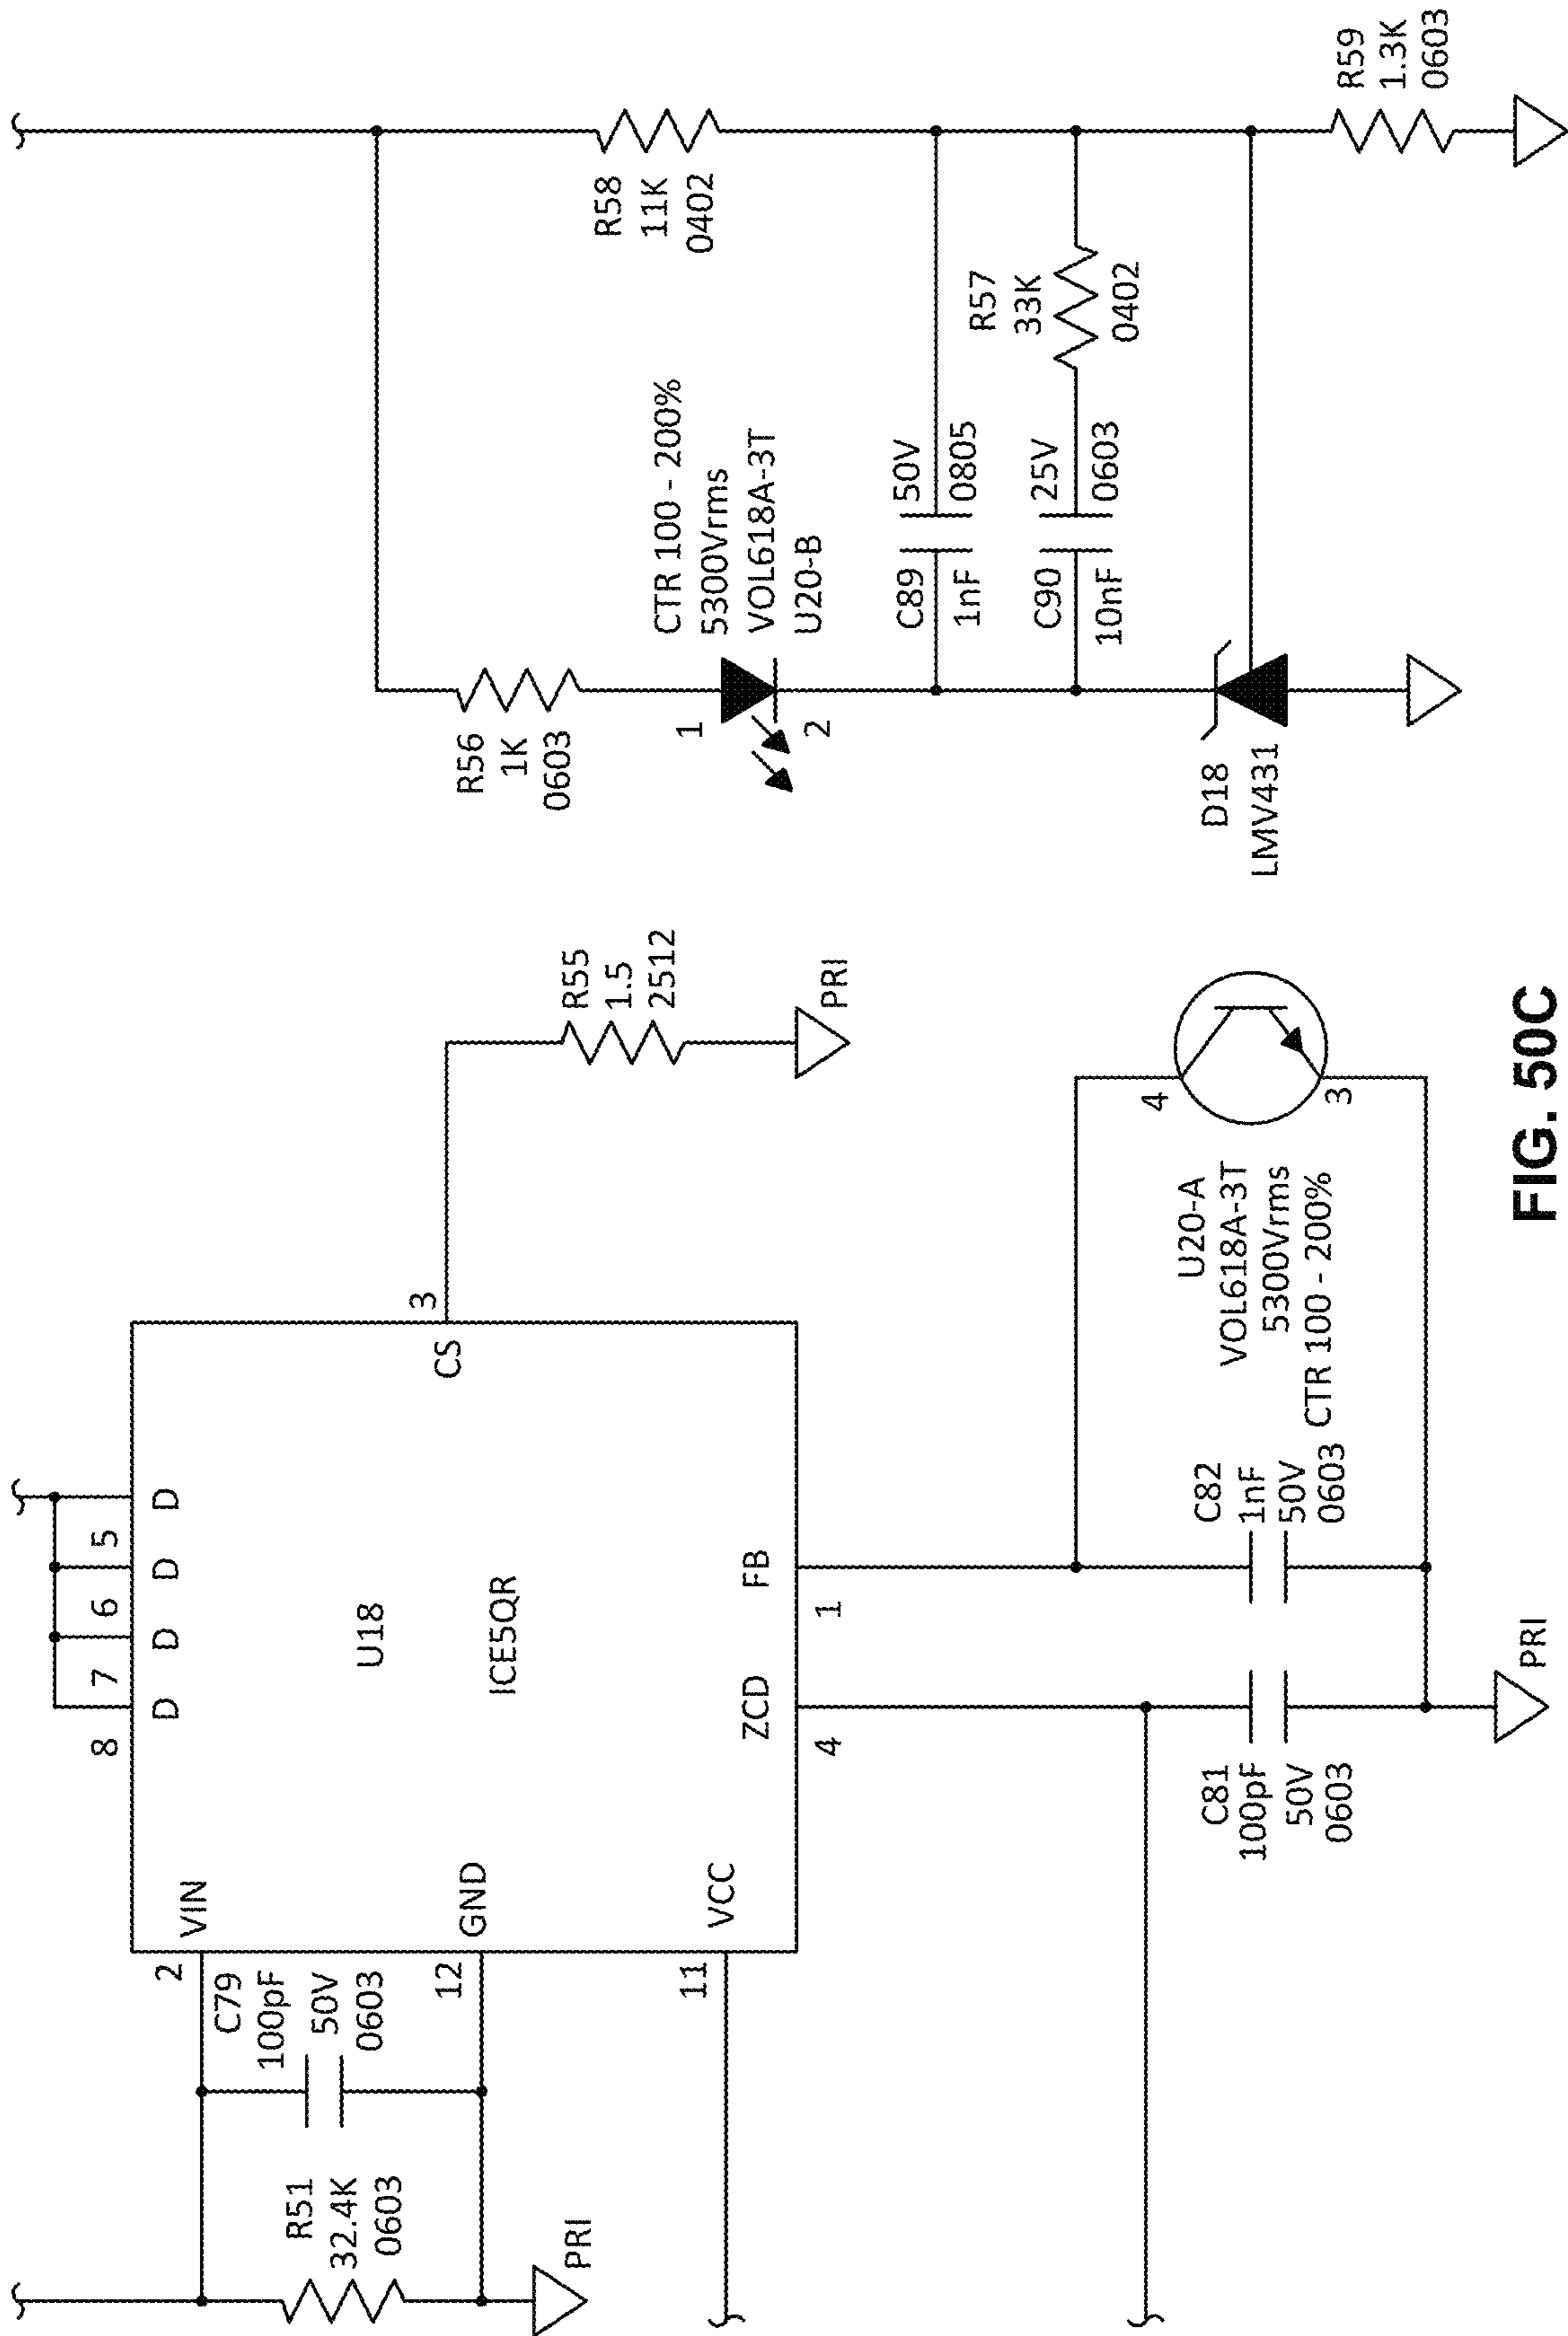 R51
32.4K
0603
PRI
2
VIN
C79
100pF
50V
0603
12
GND
11
VCC
8
7
6
5
D
D
D
D
U18
ICE5QR
3
CS
R55
1.5
2512
PRI
ZCD
4
FB
1
C81
100pF
50V
0603
C82
1nF
50V
0603
PRI
U20-A
VOL618A-3T
5300Vrms
CTR 100 - 200%
4
3
R56
1K
0603
1
2
CTR 100 - 200%
5300Vrms
VOL618A-3T
U20-B
R58
11K
0402
C89
1nF
50V
0805
C90
10nF
25V
0603
R57
33K
0402
D18
LMV431
R59
1.3K
0603
FIG. 50C